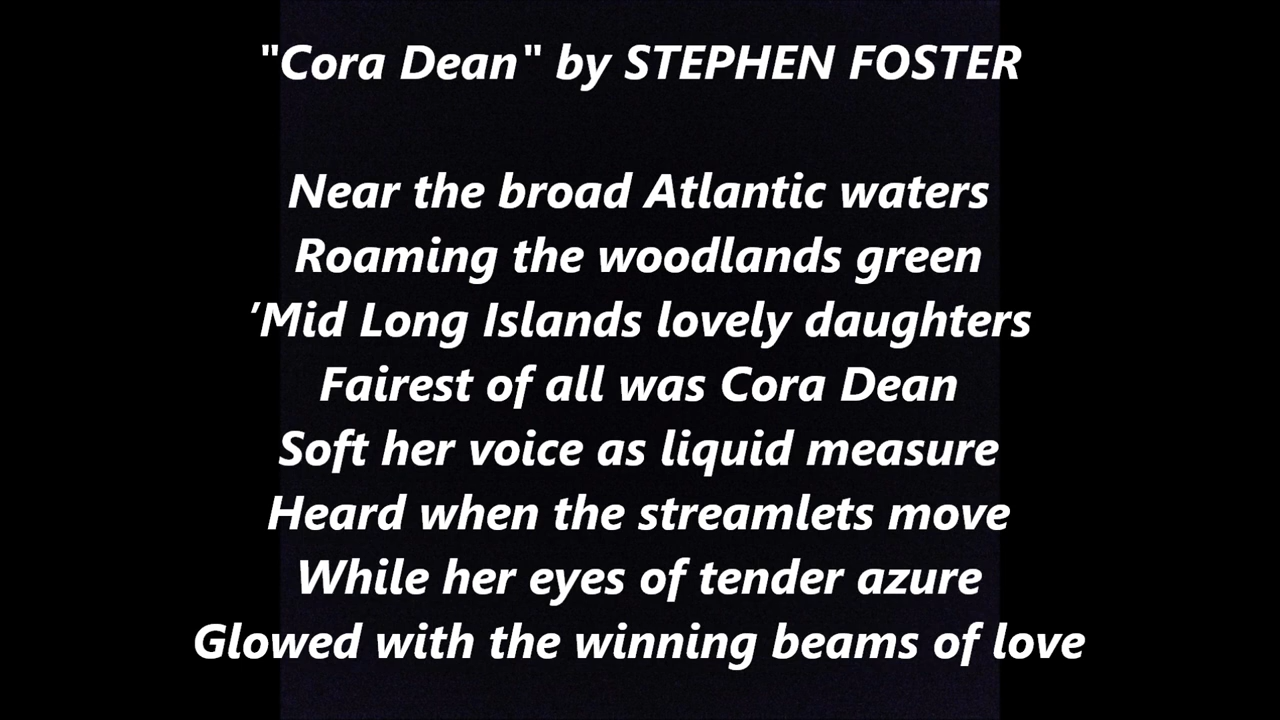 "Cora Dean" by STEPHEN FOSTER
Near the broad Atlantic waters
Roaming the woodlands green
’Mid Long Islands lovely daughters
Fairest of all was Cora Dean
Soft her voice as liquid measure
Heard when the streamlets move
While her eyes of tender azure
Glowed with the winning beams of love